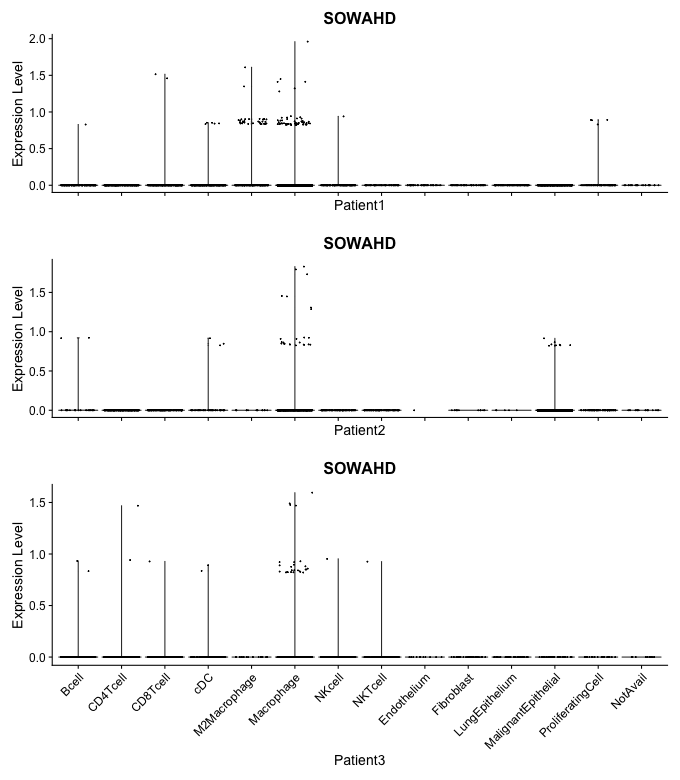 SOWAHD
Expression Level
2.0
1.5
1.0
0.5
0.0
Patient1
SOWAHD
Expression Level
1.5
1.0
0.5
0.0
Patient2
SOWAHD
Expression Level
1.5
1.0
0.5
0.0
Bcell
CD4Tcell
CD8Tcell
cDC
M2Macrophage
Macrophage
NKcell
NKTcell
Endothelium
Fibroblast
LungEpithelium
MalignantEpithelial
ProliferatingCell
NotAvail
Patient3